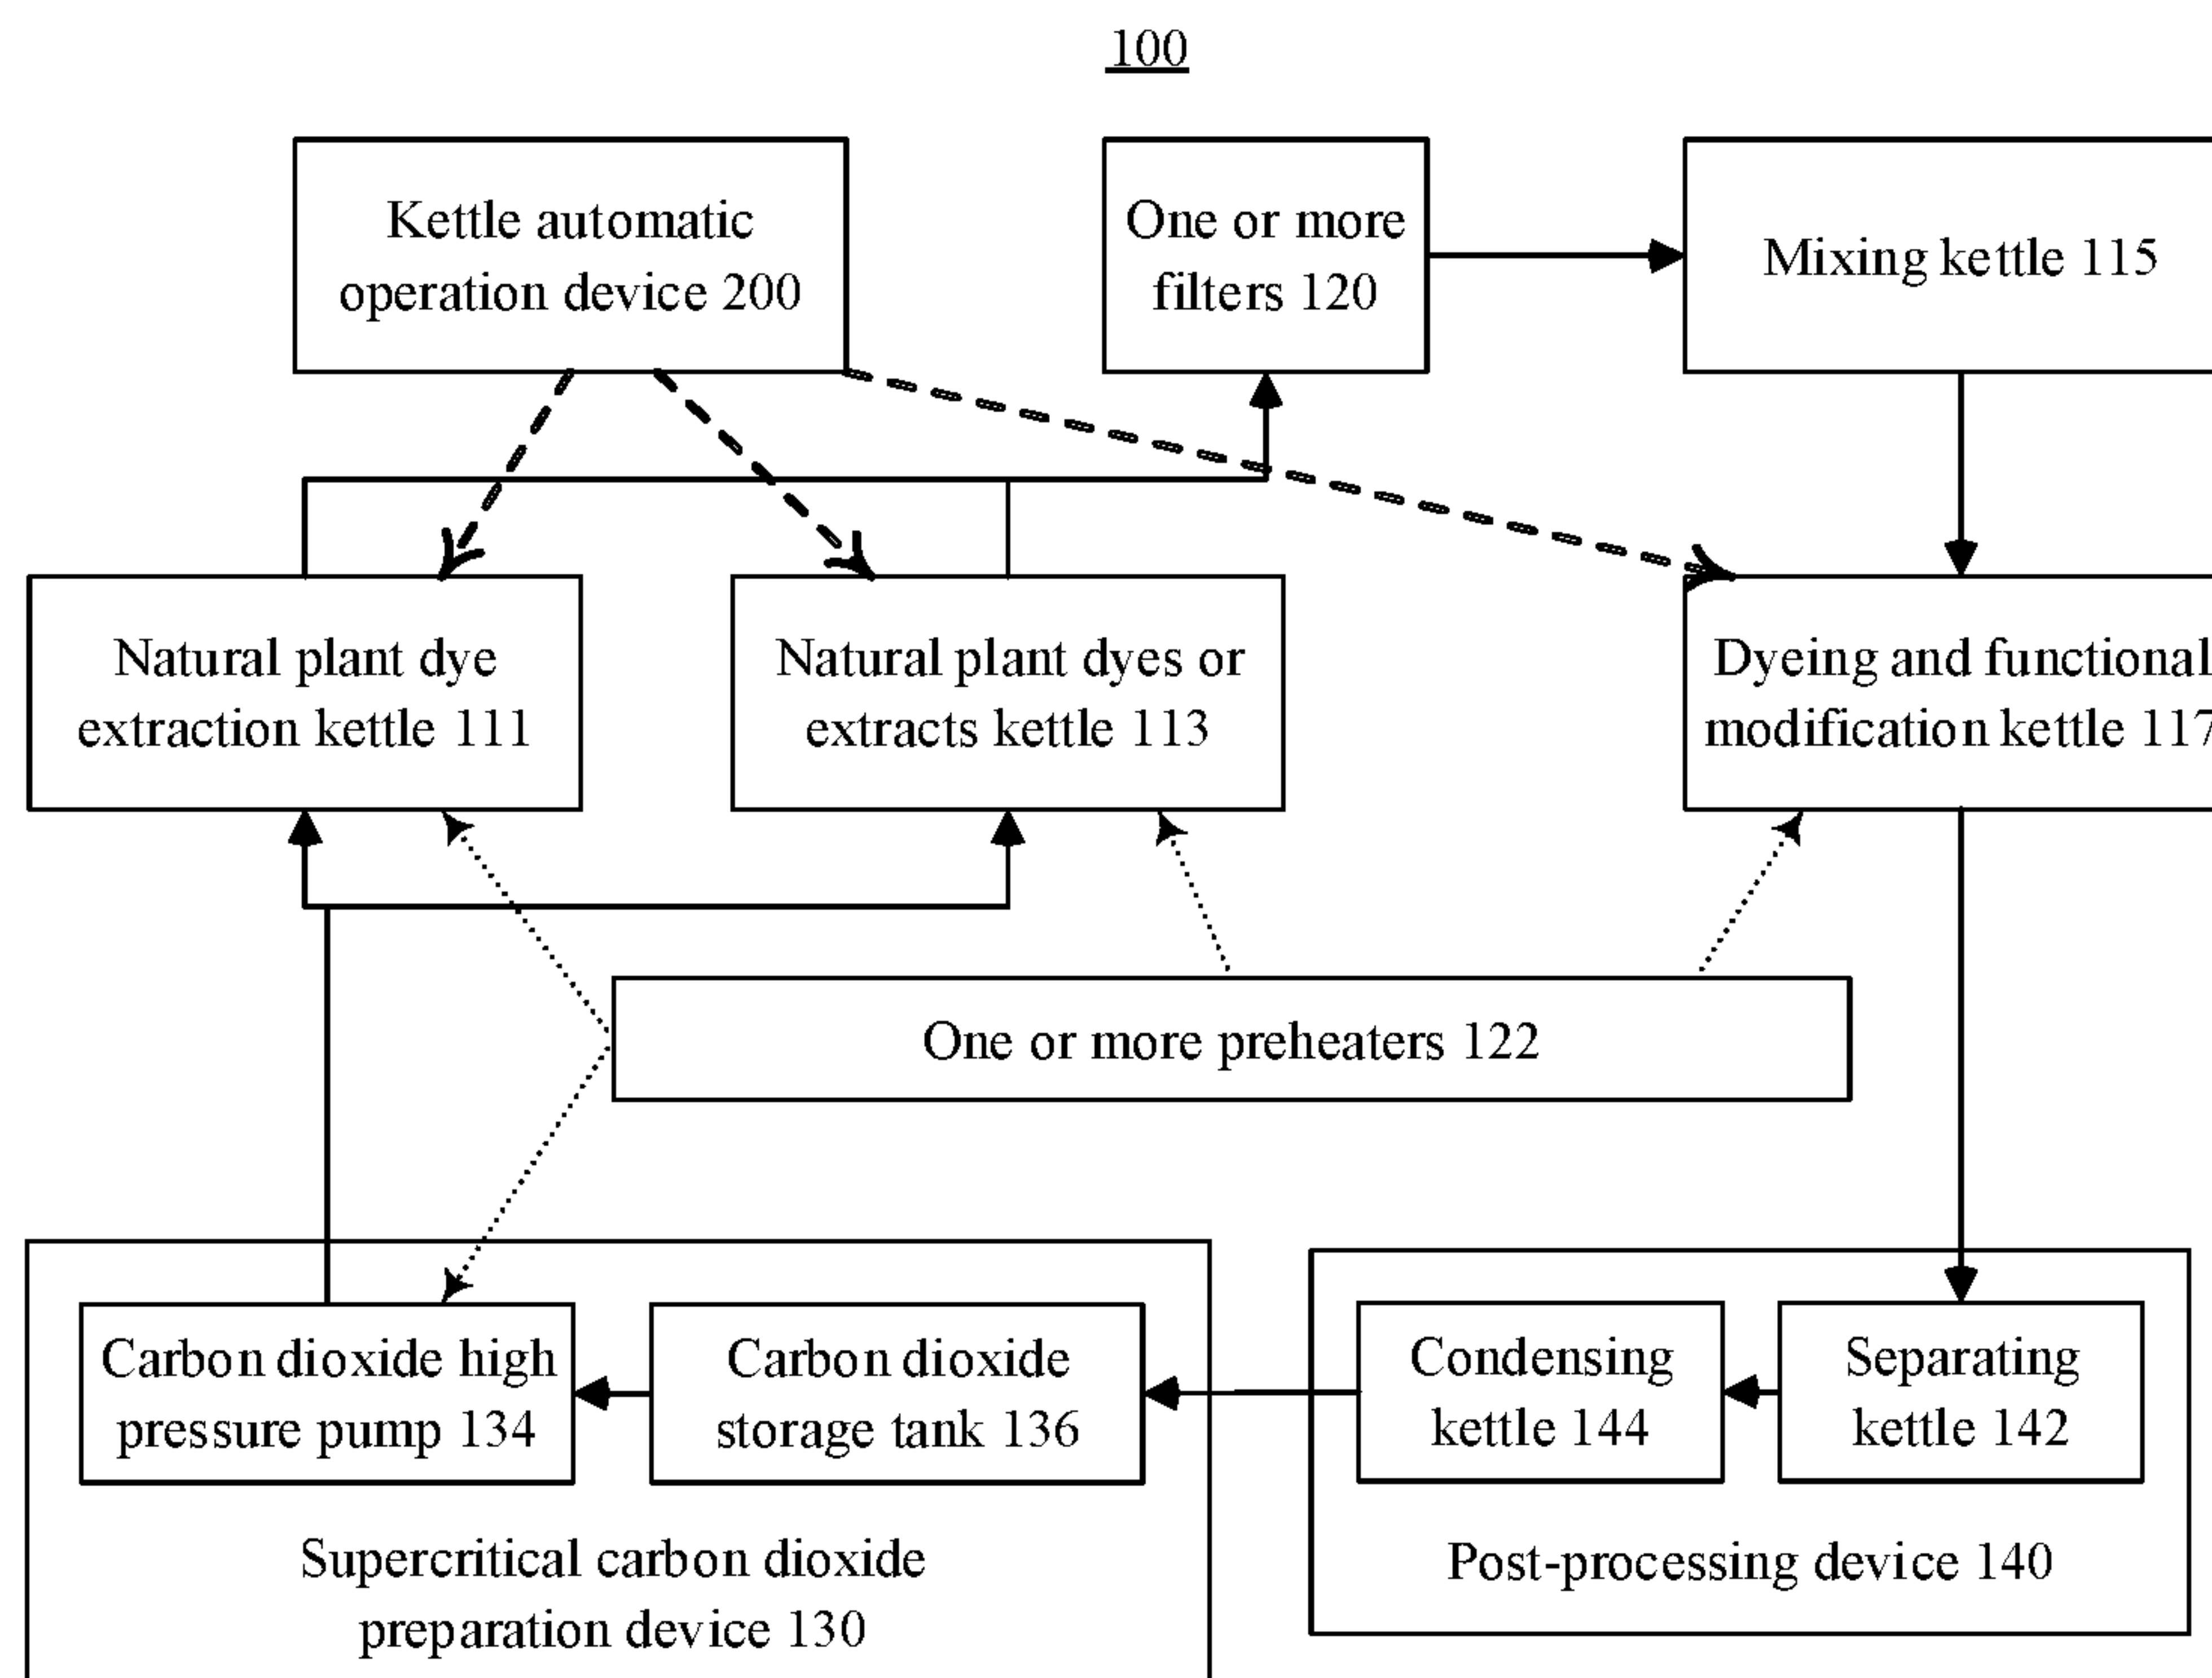 100
Kettle automatic
operation device 200
One or more
filters 120
Mixing kettle 115
Natural plant dye
extraction kettle 111
Natural plant dyes or
extracts kettle 113
Dyeing and functional
modification kettle 117
One or more preheaters 122
Carbon dioxide high
pressure pump 134
Carbon dioxide
storage tank 136
Condensing
kettle 144
Separating
kettle 142
Supercritical carbon dioxide
preparation device 130
Post-processing device 140